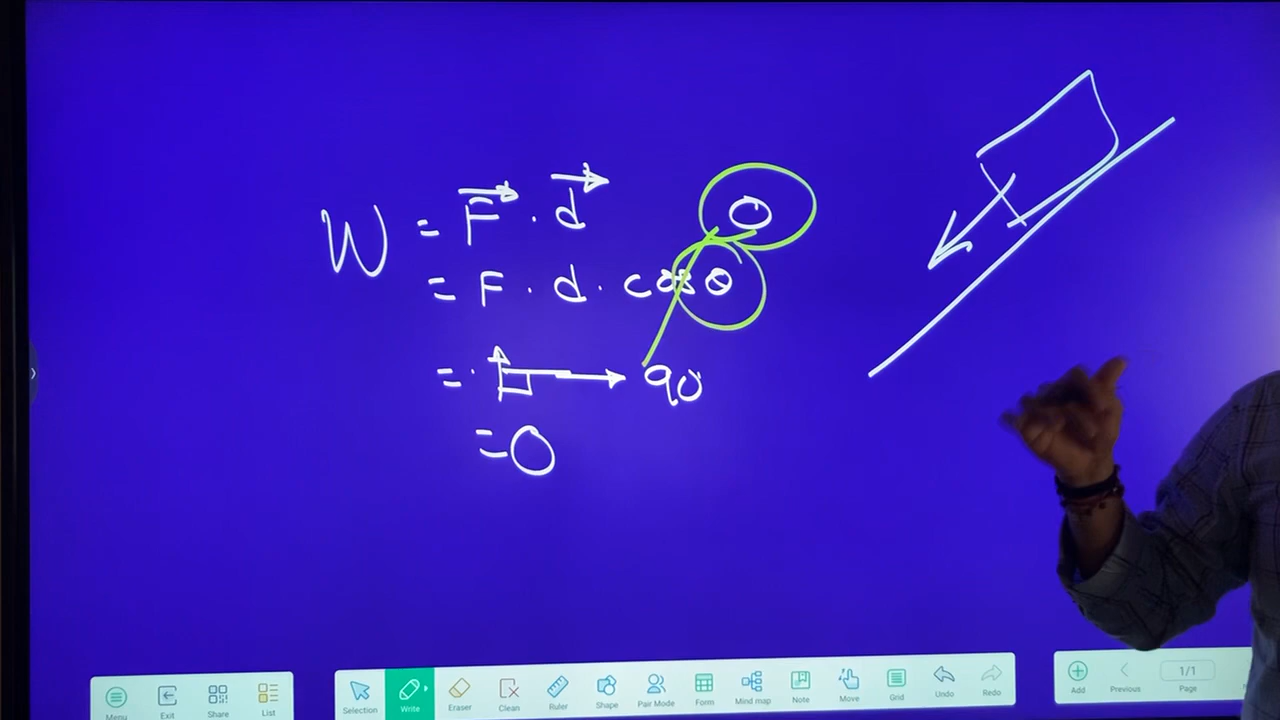 W = F · d
O
= F · d · cos θ
= · 90
= 0
Menu Exit Share List Selection Write Eraser Clean Ruler Shape Pair Mode Form Mind map Note Move Grid Undo Redo Add Previous 1/1 Page